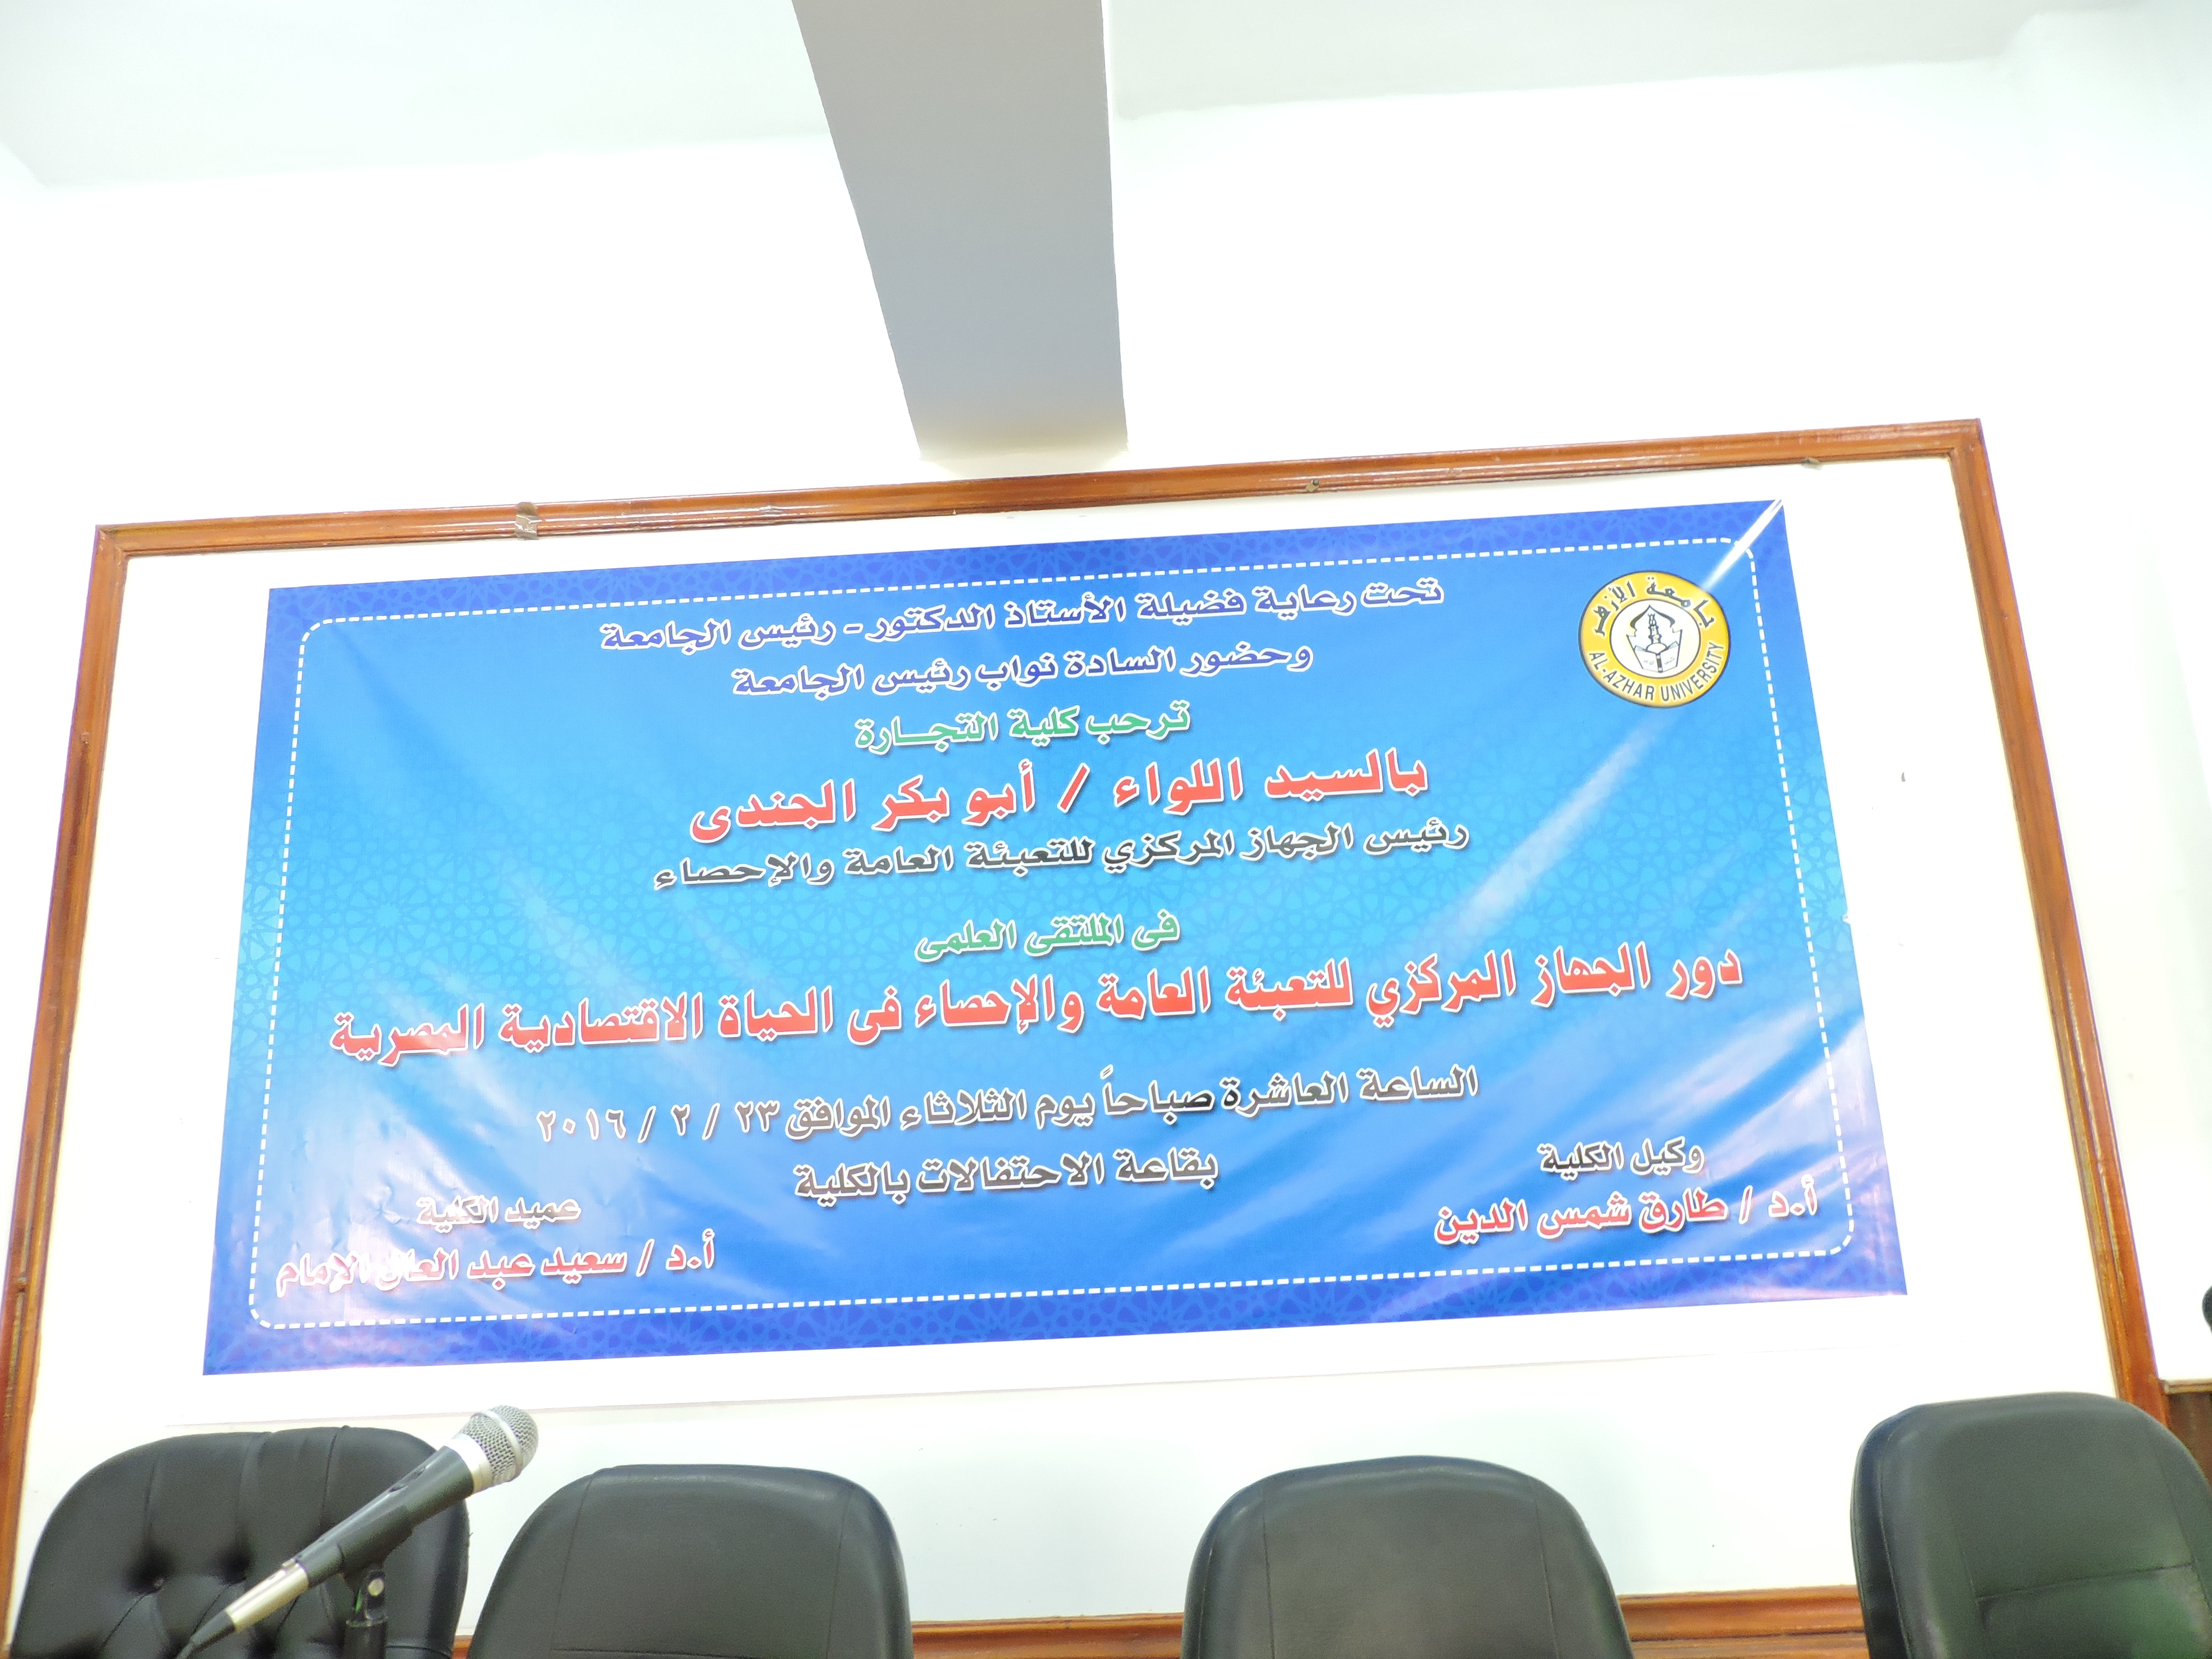 تحت رعاية فضيلة الأستاذ الدكتور - رئيس الجامعة
وحضور السادة نواب رئيس الجامعة
ترحب كلية التجـارة
بالسيد اللواء / أبو بكر الجندى
رئيس الجهاز المركزي للتعبئة العامة والإحصاء
فى الملتقى العلمى
دور الجهاز المركزي للتعبئة العامة والإحصاء فى الحياة الاقتصادية المصرية
الساعة العاشرة صباحاً يوم الثلاثاء الموافق ٢٣ / ٢ / ٢٠١٦
بقاعة الاحتفالات بالكلية
وكيل الكلية
أ.د / طارق شمس الدين
عميد الكلية
أ.د / سعيد عبد العال الإمام
جامعة الأزهر
AL-AZHAR UNIVERSITY